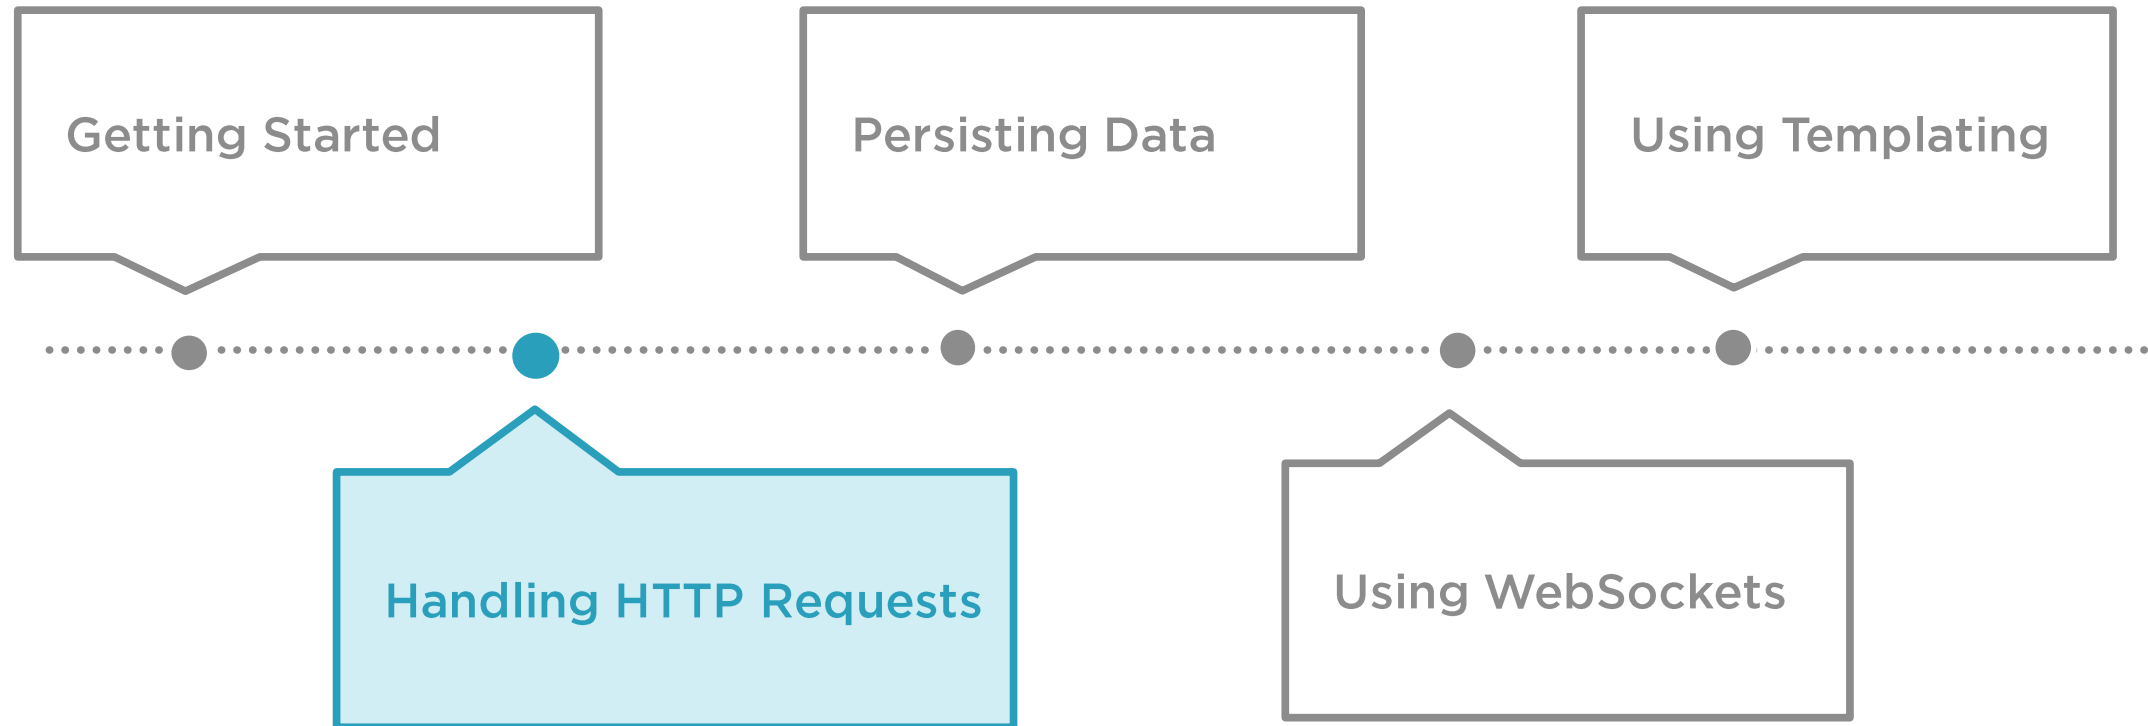 Getting Started
Persisting Data
Using Templating
Handling HTTP Requests
Using WebSockets